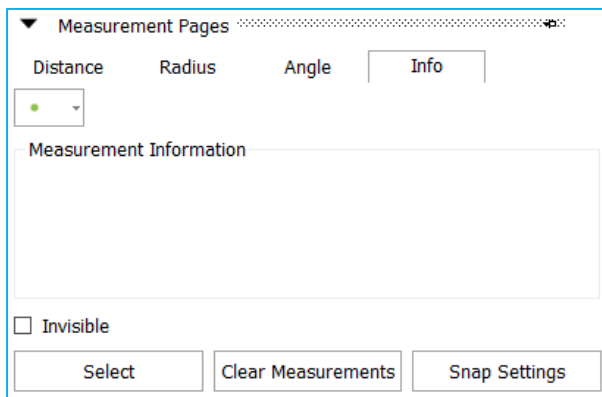 Measurement Pages
Distance Radius Angle Info
Measurement Information
Invisible
Select Clear Measurements Snap Settings